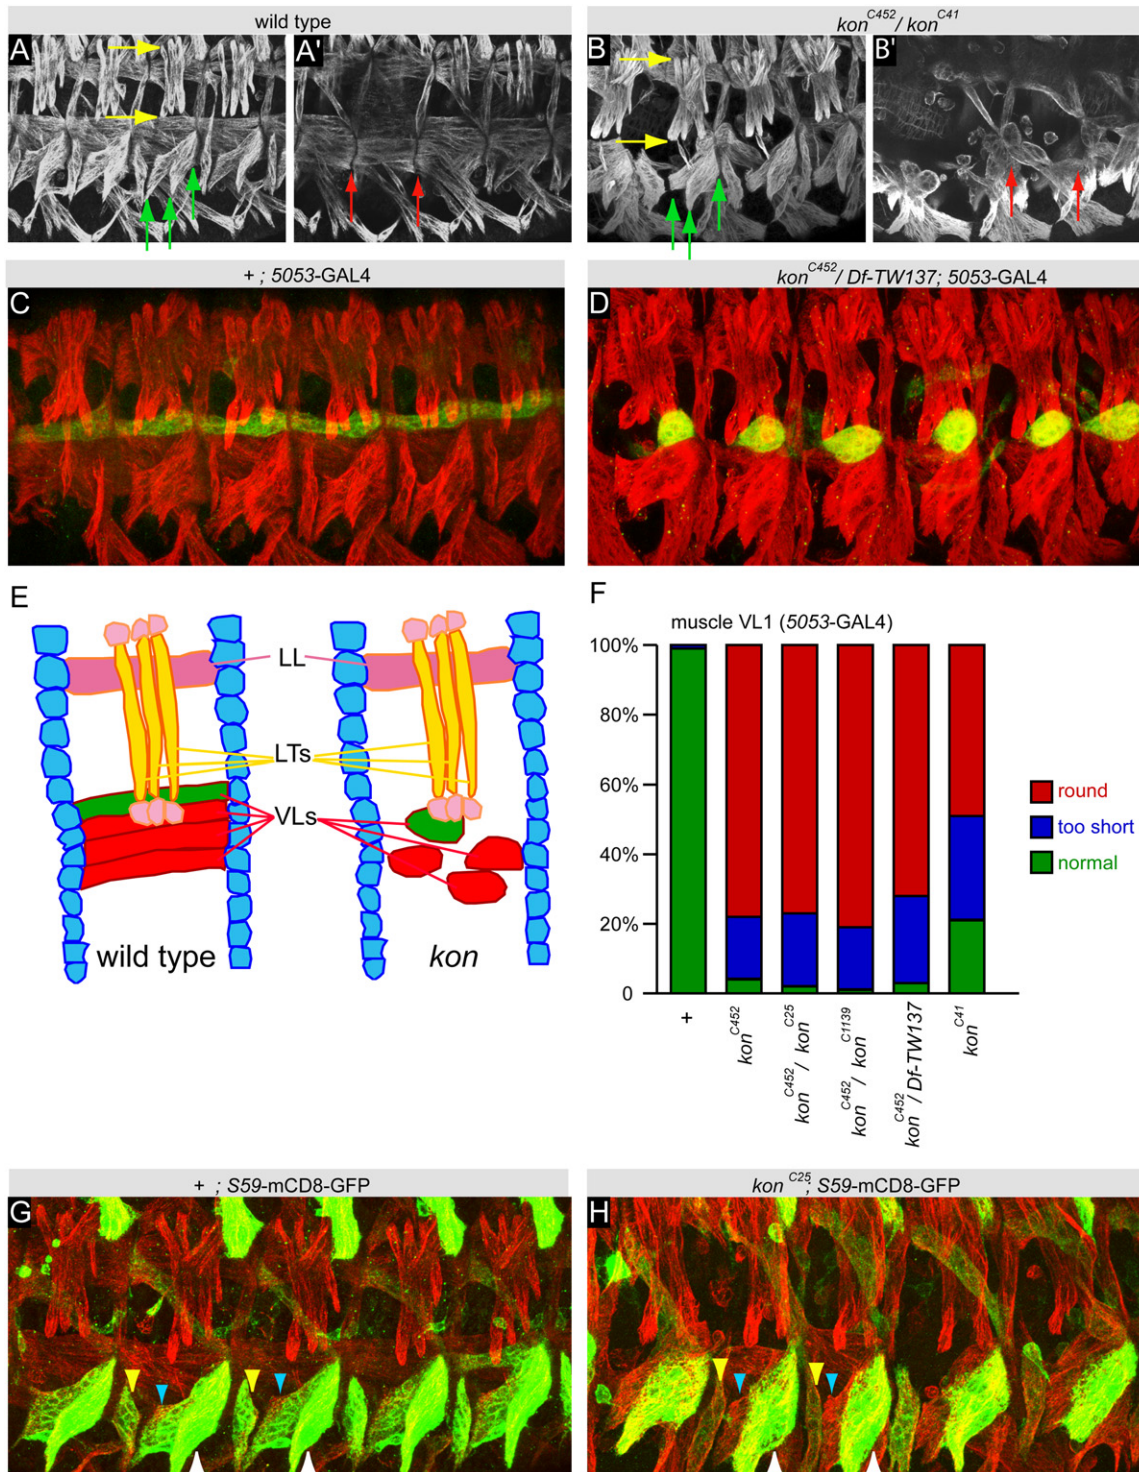 wild type
kon^C452 / kon^C41
A
A'
B
B'
+ ; 5053-GAL4
kon^C452 / Df-TW137; 5053-GAL4
C
D
E
LL
LTs
VLs
wild type
kon
F
muscle VL1 (5053-GAL4)
100%
80%
60%
40%
20%
0
round
too short
normal
+
kon^C452
kon^C452 / kon^C25
kon^C452 / kon^C1139
kon^C452 / Df-TW137
kon^C41
+ ; S59-mCD8-GFP
kon^C25; S59-mCD8-GFP
G
H